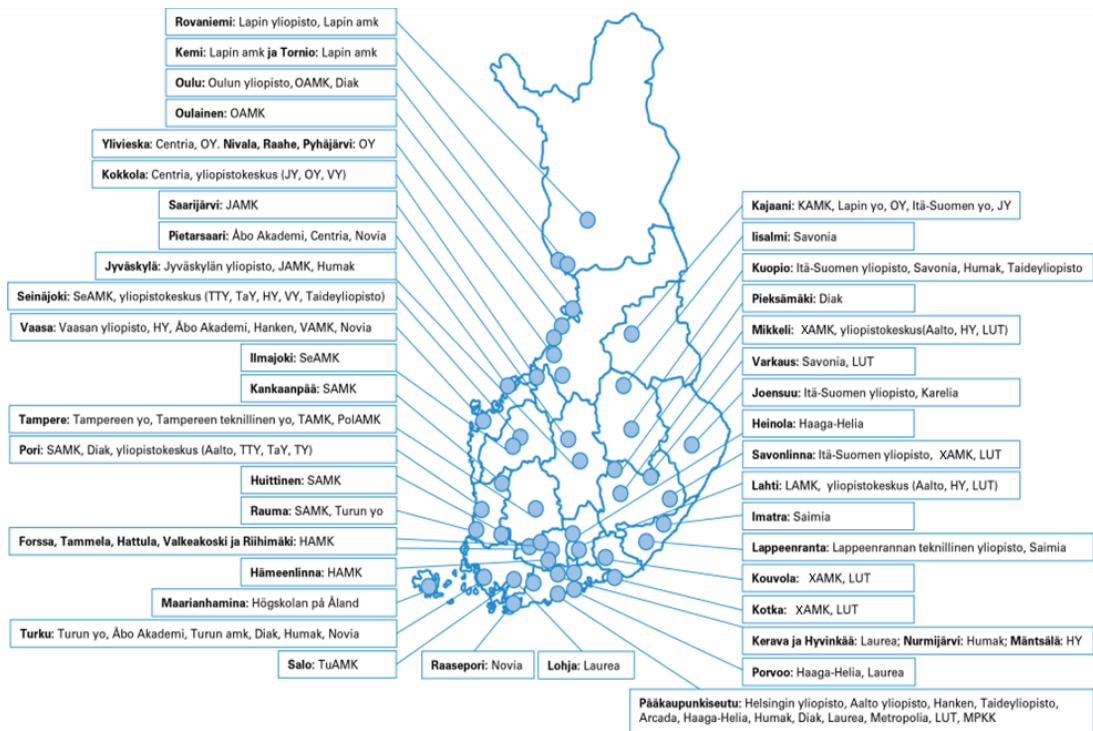 Rovaniemi: Lapin yliopisto, Lapin amk
Kemi: Lapin amk ja Tornio: Lapin amk
Oulu: Oulun yliopisto, OAMK, Diak
Oulainen: OAMK
Ylivieska: Centria, OY. Nivala, Raahe, Pyhäjärvi: OY
Kokkola: Centria, yliopistokeskus (JY, OY, VY)
Saarijärvi: JAMK
Pietarsaari: Åbo Akademi, Centria, Novia
Jyväskylä: Jyväskylän yliopisto, JAMK, Humak
Seinäjoki: SeAMK, yliopistokeskus (TTY, TaY, HY, VY, Taideyliopisto)
Vaasa: Vaasan yliopisto, HY, Åbo Akademi, Hanken, VAMK, Novia
Ilmajoki: SeAMK
Kankaanpää: SAMK
Tampere: Tampereen yo, Tampereen teknillinen yo, TAMK, PolAMK
Pori: SAMK, Diak, yliopistokeskus (Aalto, TTY, TaY, TY)
Huittinen: SAMK
Rauma: SAMK, Turun yo
Forssa, Tammela, Hattula, Valkeakoski ja Riihimäki: HAMK
Hämeenlinna: HAMK
Maarianhamina: Högskolan på Åland
Turku: Turun yo, Åbo Akademi, Turun amk, Diak, Humak, Novia
Salo: TuAMK
Raasepori: Novia
Lohja: Laurea
Kajaani: KAMK, Lapin yo, OY, Itä-Suomen yo, JY
Iisalmi: Savonia
Kuopio: Itä-Suomen yliopisto, Savonia, Humak, Taideyliopisto
Pieksämäki: Diak
Mikkeli: XAMK, yliopistokeskus(Aalto, HY, LUT)
Varkaus: Savonia, LUT
Joensuu: Itä-Suomen yliopisto, Karelia
Heinola: Haaga-Helia
Savonlinna: Itä-Suomen yliopisto, XAMK, LUT
Lahti: LAMK, yliopistokeskus (Aalto, HY, LUT)
Imatra: Saimia
Lappeenranta: Lappeenrannan teknillinen yliopisto, Saimia
Kouvola: XAMK, LUT
Kotka: XAMK, LUT
Kerava ja Hyvinkää: Laurea; Nurmijärvi: Humak; Mäntsälä: HY
Porvoo: Haaga-Helia, Laurea
Pääkaupunkiseutu: Helsingin yliopisto, Aalto yliopisto, Hanken, Taideyliopisto,
Arcada, Haaga-Helia, Humak, Diak, Laurea, Metropolia, LUT, MPKK